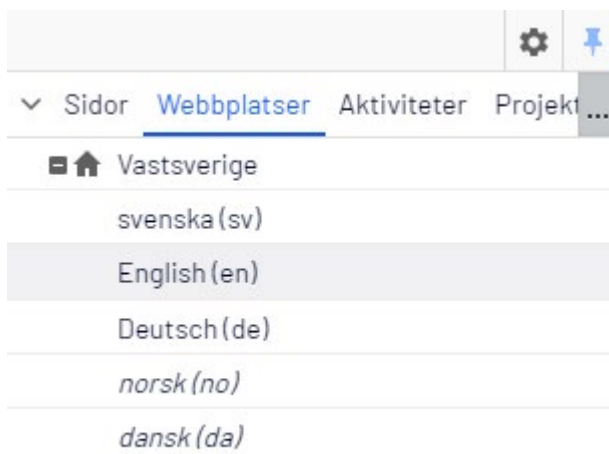 Sidor Webbplatser Aktiviteter Projekt ...
Vastsverige
svenska (sv)
English (en)
Deutsch (de)
norsk (no)
dansk (da)